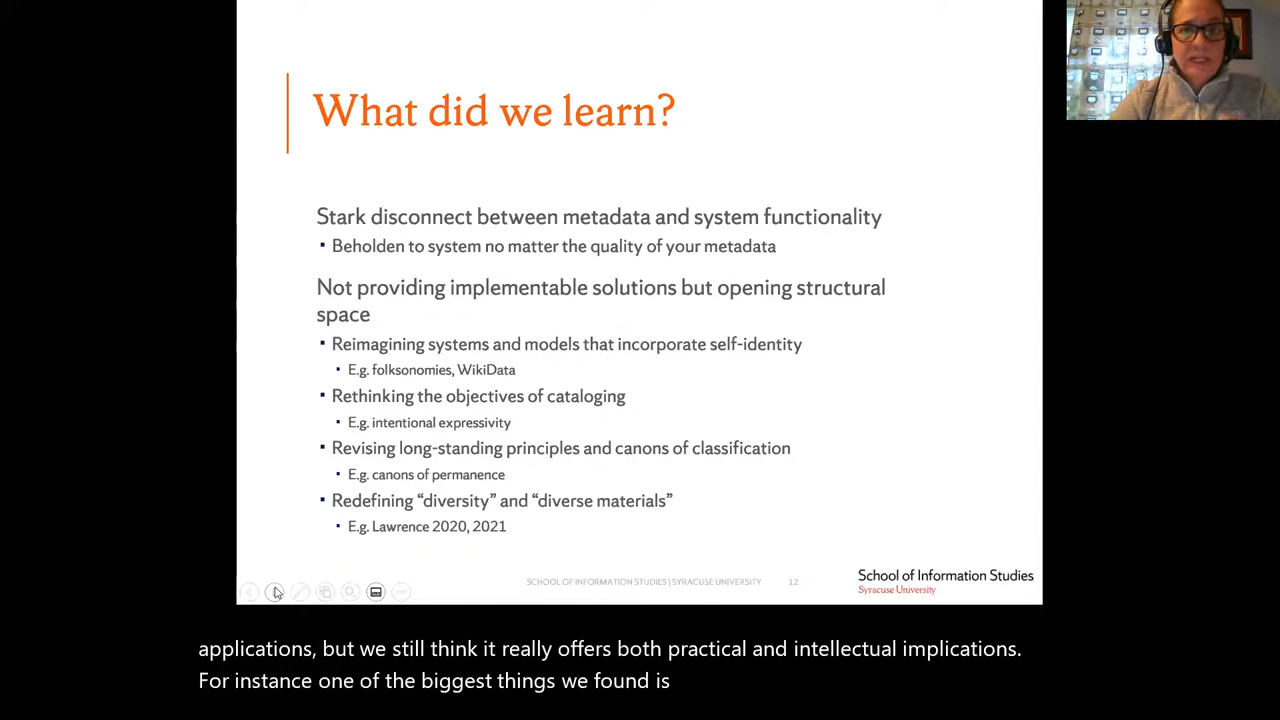 What did we learn?
Stark disconnect between metadata and system functionality
▪ Beholden to system no matter the quality of your metadata
Not providing implementable solutions but opening structural
space
▪ Reimagining systems and models that incorporate self-identity
▪ E.g. folksonomies, WikiData
▪ Rethinking the objectives of cataloging
▪ E.g. intentional expressivity
▪ Revising long-standing principles and canons of classification
▪ E.g. canons of permanence
▪ Redefining “diversity” and “diverse materials”
▪ E.g. Lawrence 2020, 2021
SCHOOL OF INFORMATION STUDIES | SYRACUSE UNIVERSITY 12
School of Information Studies
Syracuse University
applications, but we still think it really offers both practical and intellectual implications.
For instance one of the biggest things we found is